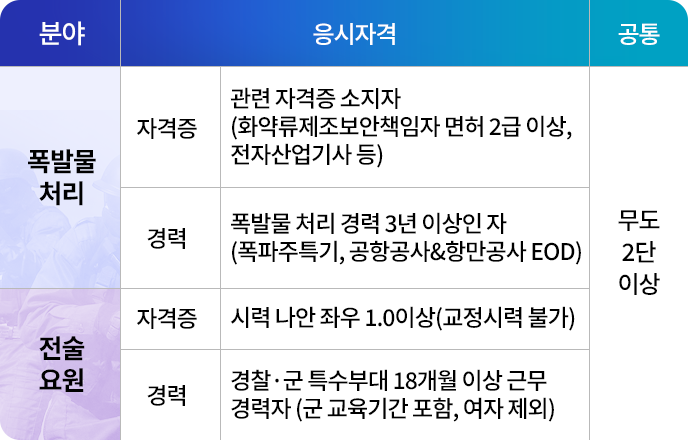 분야
응시자격
공통
폭발물
처리
자격증
관련 자격증 소지자
(화약류제조보안책임자 면허 2급 이상,
전자산업기사 등)
경력
폭발물 처리 경력 3년 이상인 자
(폭파주특기, 공항공사&항만공사 EOD)
무도
2단
이상
전술
요원
자격증
시력 나안 좌우 1.0이상(교정시력 불가)
경력
경찰·군 특수부대 18개월 이상 근무
경력자 (군 교육기간 포함, 여자 제외)